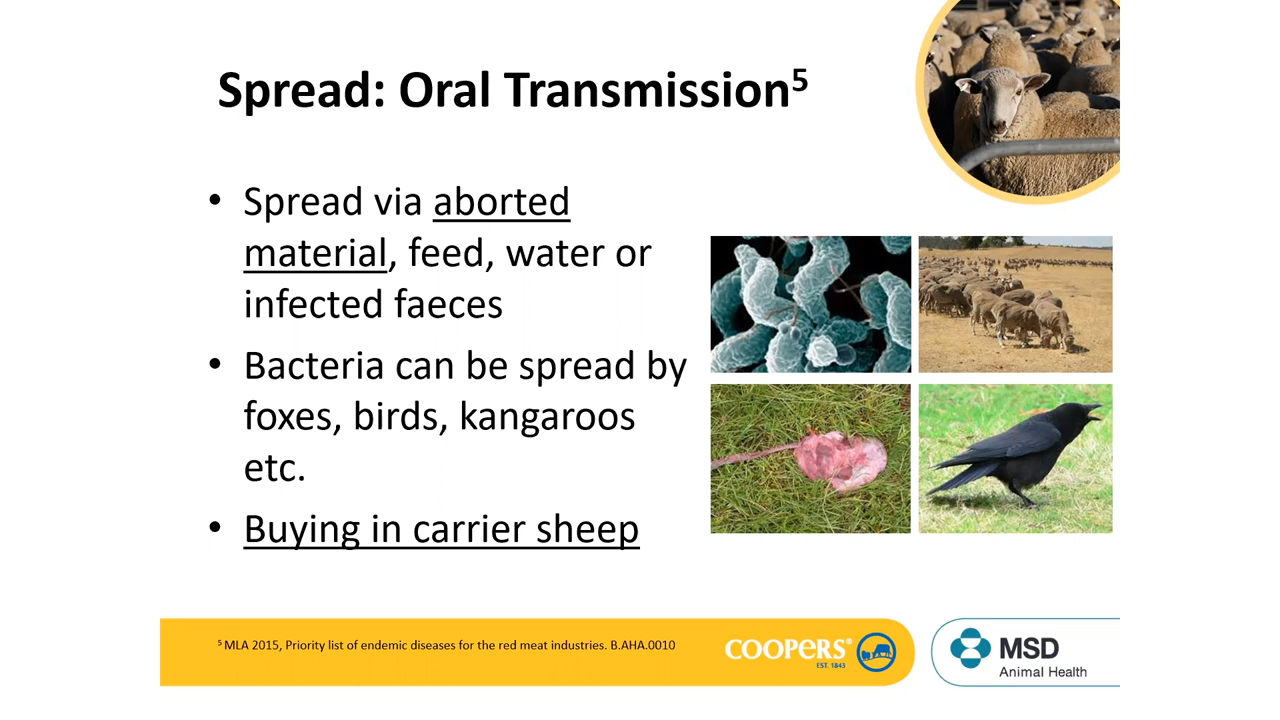 Spread: Oral Transmission⁵
• Spread via aborted
material, feed, water or
infected faeces
• Bacteria can be spread by
foxes, birds, kangaroos
etc.
• Buying in carrier sheep
⁵ MLA 2015, Priority list of endemic diseases for the red meat industries. B.AHA.0010
COOPERS®
EST. 1843
MSD
Animal Health